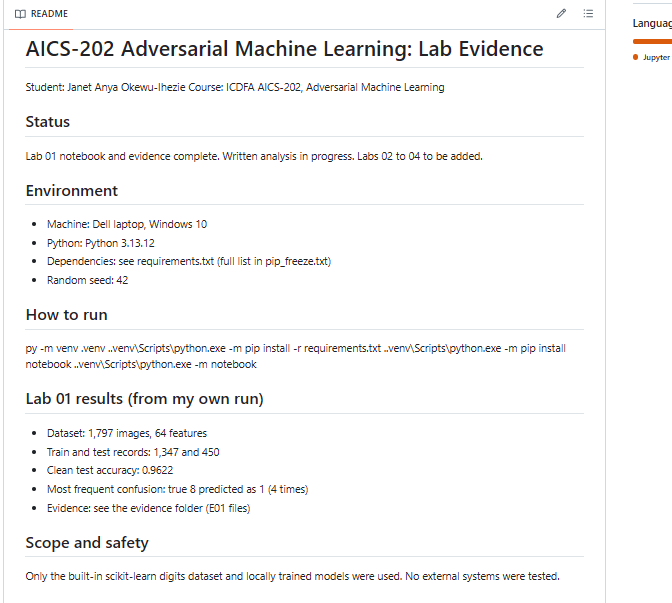 README
AICS-202 Adversarial Machine Learning: Lab Evidence
Student: Janet Anya Okewu-Ihezie Course: ICDFA AICS-202, Adversarial Machine Learning
Status
Lab 01 notebook and evidence complete. Written analysis in progress. Labs 02 to 04 to be added.
Environment
Machine: Dell laptop, Windows 10
Python: Python 3.13.12
Dependencies: see requirements.txt (full list in pip_freeze.txt)
Random seed: 42
How to run
py -m venv .venv ..venv\Scripts\python.exe -m pip install -r requirements.txt ..venv\Scripts\python.exe -m pip install
notebook ..venv\Scripts\python.exe -m notebook
Lab 01 results (from my own run)
Dataset: 1,797 images, 64 features
Train and test records: 1,347 and 450
Clean test accuracy: 0.9622
Most frequent confusion: true 8 predicted as 1 (4 times)
Evidence: see the evidence folder (E01 files)
Scope and safety
Only the built-in scikit-learn digits dataset and locally trained models were used. No external systems were tested.
Languag
Jupyter